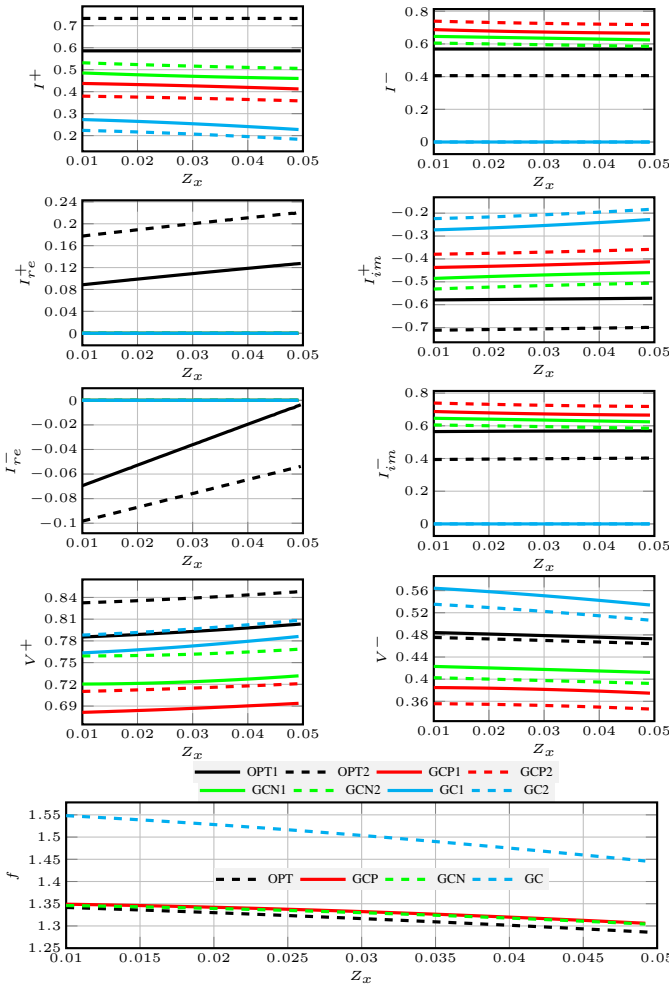 0.7
0.6
0.5
0.4
0.3
0.2
I+
0.01 0.02 0.03 0.04 0.05
Zx
0.8
0.6
0.4
0.2
0
I−
0.01 0.02 0.03 0.04 0.05
Zx
0.24
0.2
0.16
0.12
0.08
0.04
0
I+re
0.01 0.02 0.03 0.04 0.05
Zx
−0.2
−0.3
−0.4
−0.5
−0.6
−0.7
I+im
0.01 0.02 0.03 0.04 0.05
Zx
0
−0.02
−0.04
−0.06
−0.08
−0.1
I−re
0.01 0.02 0.03 0.04 0.05
Zx
0.8
0.6
0.4
0.2
0
I−im
0.01 0.02 0.03 0.04 0.05
Zx
0.84
0.81
0.78
0.75
0.72
0.69
V+
0.01 0.02 0.03 0.04 0.05
Zx
0.56
0.52
0.48
0.44
0.4
0.36
V−
0.01 0.02 0.03 0.04 0.05
Zx
OPT1 OPT2 GCP1 GCP2
GCN1 GCN2 GC1 GC2
1.55
1.5
1.45
1.4
1.35
1.3
1.25
f
OPT GCP GCN GC
0.01 0.015 0.02 0.025 0.03 0.035 0.04 0.045 0.05
Zx